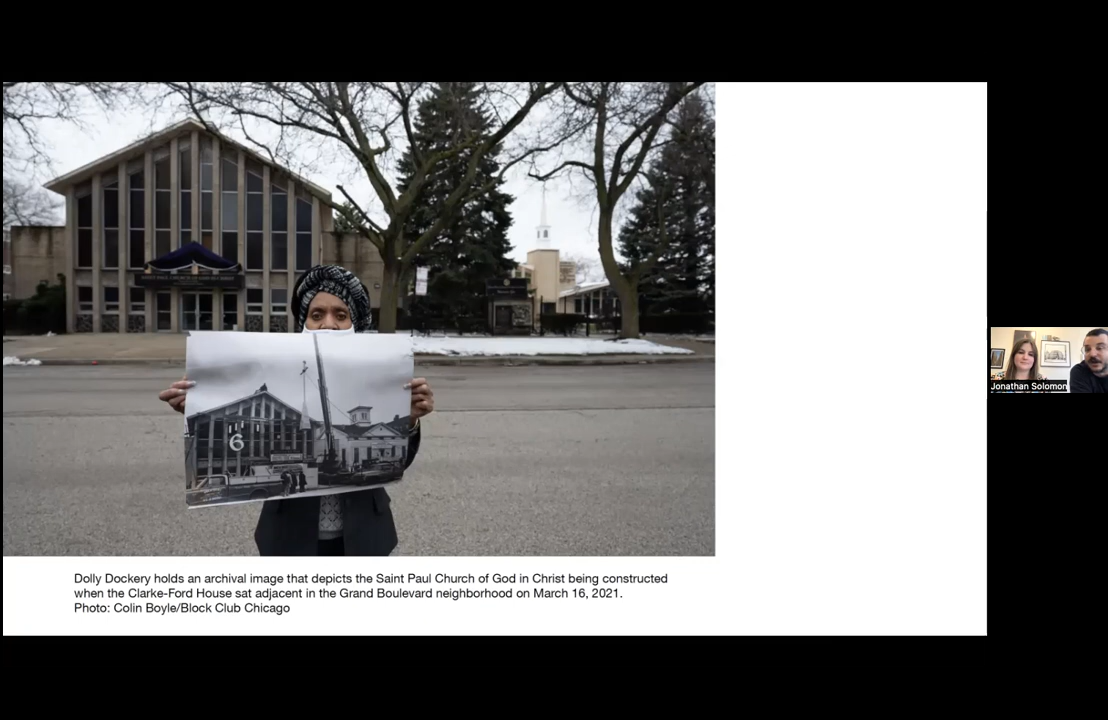 6
Dolly Dockery holds an archival image that depicts the Saint Paul Church of God in Christ being constructed
when the Clarke-Ford House sat adjacent in the Grand Boulevard neighborhood on March 16, 2021.
Photo: Colin Boyle/Block Club Chicago
Jonathan Solomon